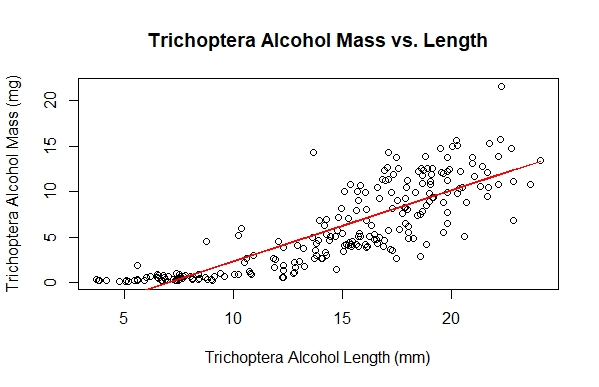 Trichoptera Alcohol Mass vs. Length
Trichoptera Alcohol Mass (mg)
20
15
10
5
0
5 10 15 20
Trichoptera Alcohol Length (mm)